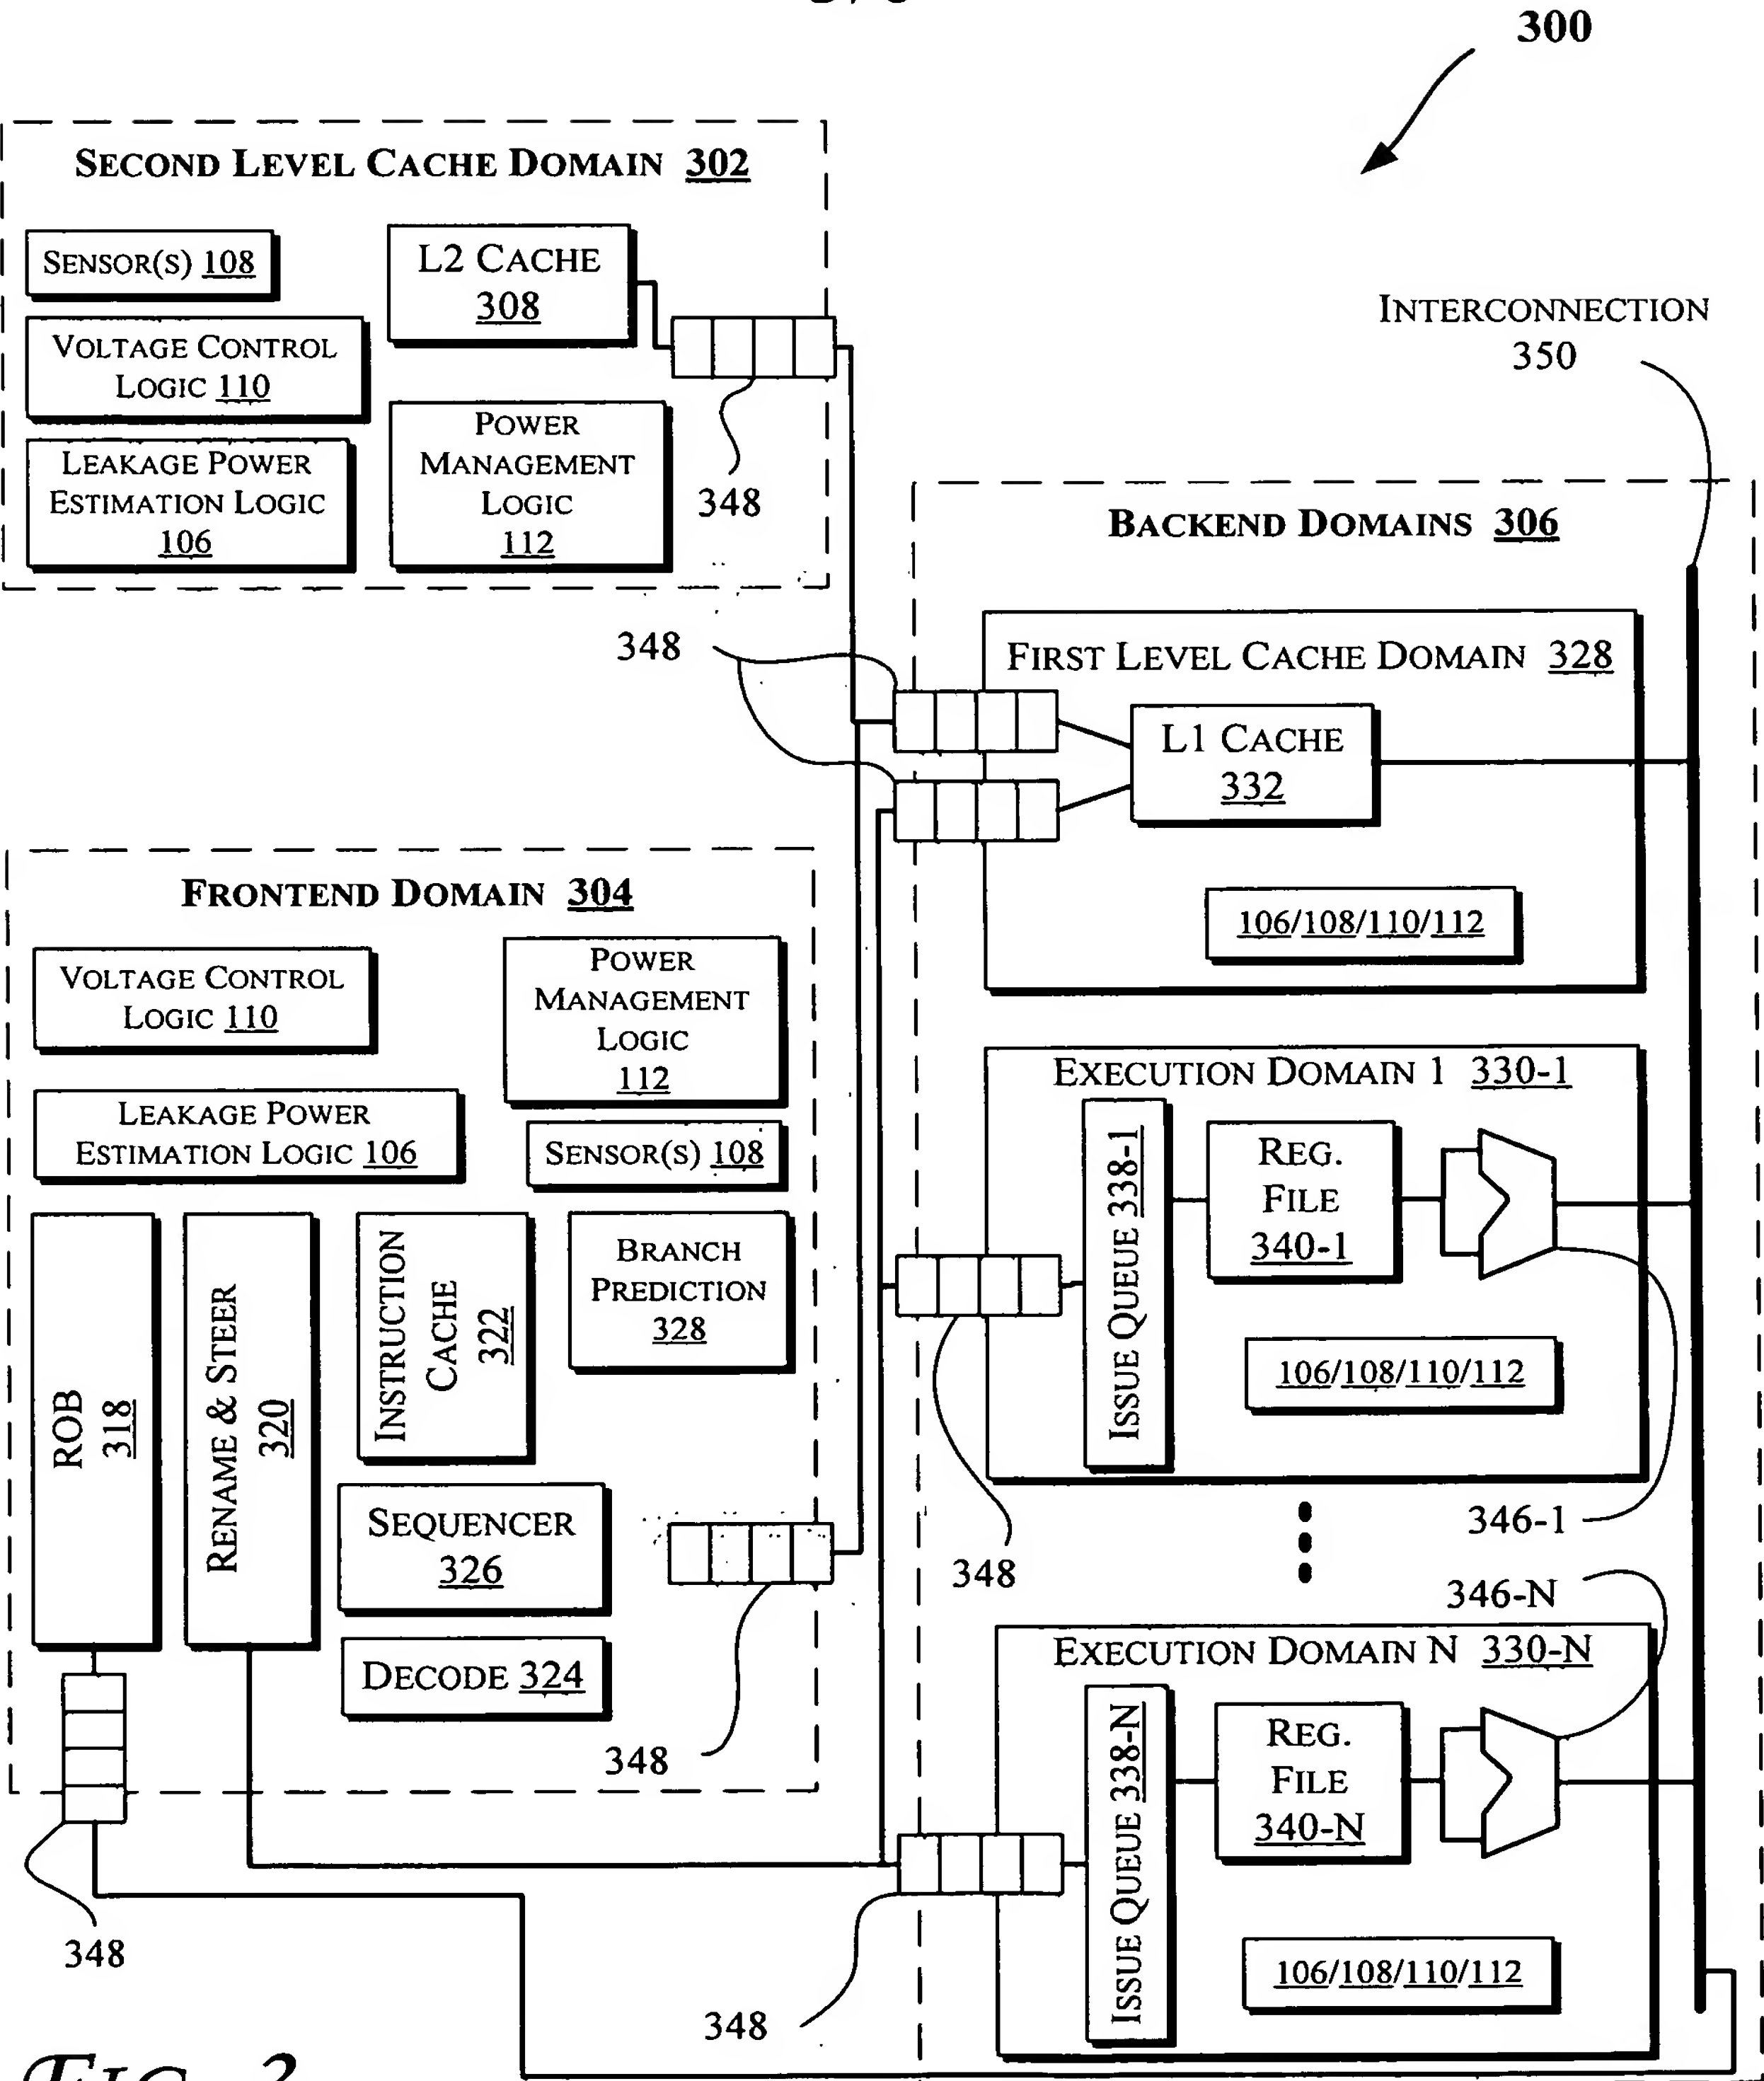 300
SECOND LEVEL CACHE DOMAIN 302
SENSOR(S) 108
VOLTAGE CONTROL
LOGIC 110
LEAKAGE POWER
ESTIMATION LOGIC
106
L2 CACHE
308
POWER
MANAGEMENT
LOGIC
112
348
INTERCONNECTION
350
BACKEND DOMAINS 306
348
FIRST LEVEL CACHE DOMAIN 328
L1 CACHE
332
106/108/110/112
FRONTEND DOMAIN 304
VOLTAGE CONTROL
LOGIC 110
POWER
MANAGEMENT
LOGIC
112
LEAKAGE POWER
ESTIMATION LOGIC 106
SENSOR(S) 108
ROB
318
RENAME & STEER
320
INSTRUCTION
CACHE
322
BRANCH
PREDICTION
328
SEQUENCER
326
DECODE 324
348
348
EXECUTION DOMAIN 1 330-1
ISSUE QUEUE 338-1
REG.
FILE
340-1
106/108/110/112
346-1
348
346-N
EXECUTION DOMAIN N 330-N
ISSUE QUEUE 338-N
REG.
FILE
340-N
106/108/110/112
348